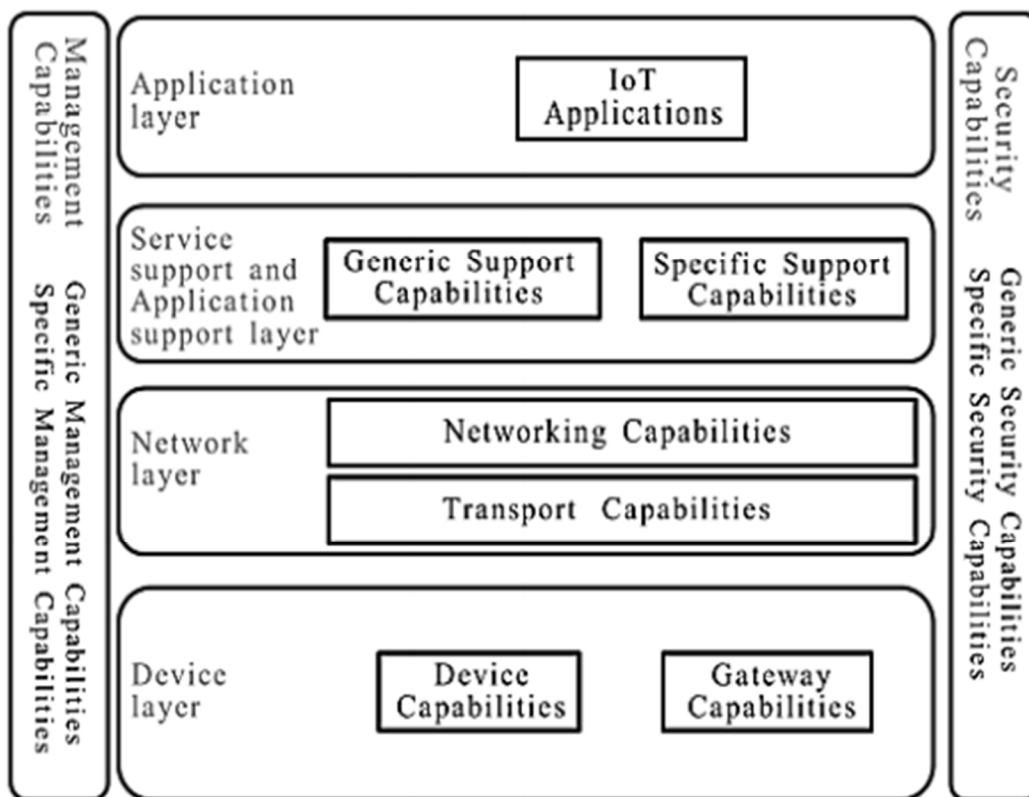 Management
Capabilities
Generic Management Capabilities
Specific Management Capabilities
Application
layer
IoT
Applications
Service
support and
Application
support layer
Generic Support
Capabilities
Specific Support
Capabilities
Network
layer
Networking Capabilities
Transport Capabilities
Device
layer
Device
Capabilities
Gateway
Capabilities
Security
Capabilities
Generic Security Capabilities
Specific Security Capabilities